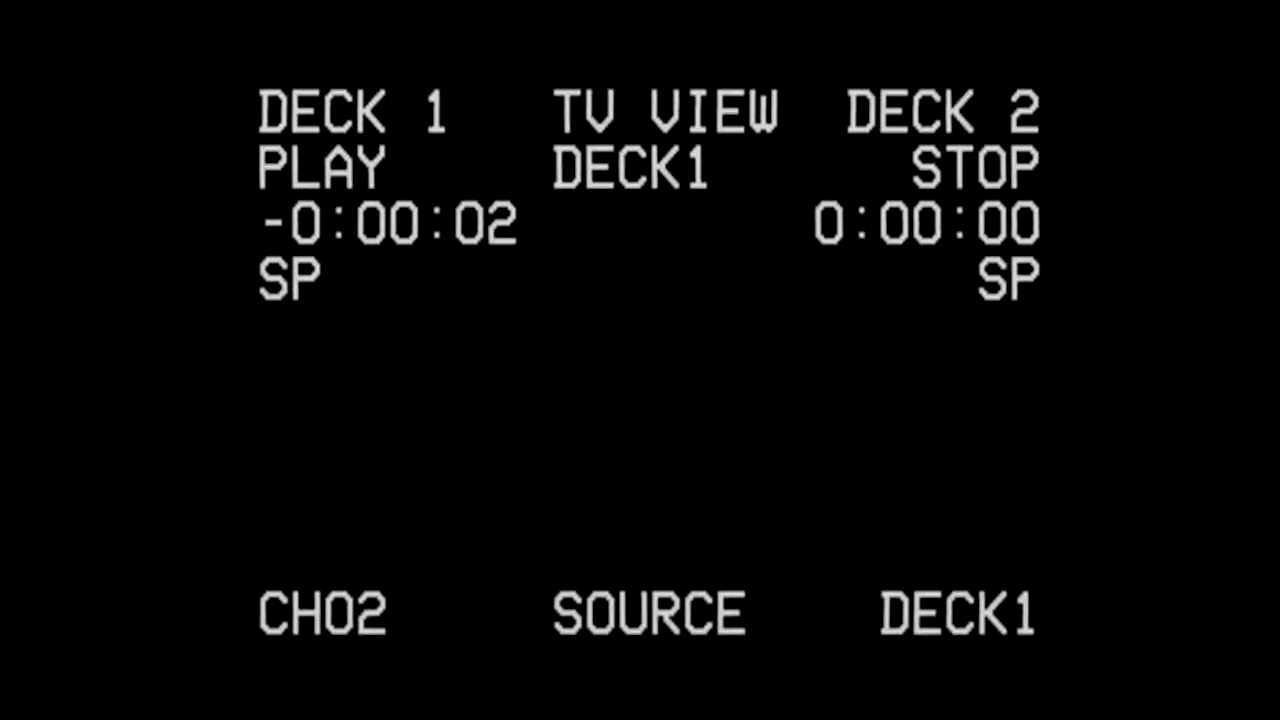 DECK 1 TV VIEW DECK 2
PLAY DECK1 STOP
-0:00:02 0:00:00
SP SP
CH02 SOURCE DECK1